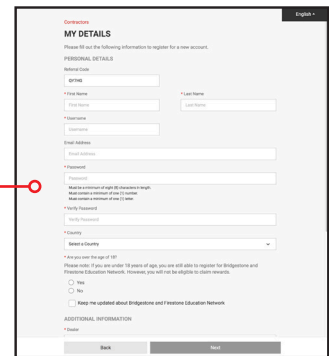 English
Contractors
MY DETAILS
Please fill out the following information to register for a new account.
PERSONAL DETAILS
Referral Code
* First Name
* Last Name
First Name
Last Name
* Username
Username
Email Address
Email Address
* Password
Password
Must be a minimum of eight (8) characters in length.
Must contain a minimum of one (1) number.
Must contain a minimum of one (1) letter.
* Verify Password
Verify Password
* Country
Select a Country
* Are you over the age of 18?
Please note: If you are under 18 years of age, you are still able to register for Bridgestone and
Firestone Education Network. However, you will not be eligible to claim rewards.
Yes
No
Keep me updated about Bridgestone and Firestone Education Network
ADDITIONAL INFORMATION
* Dealer
Back
Next